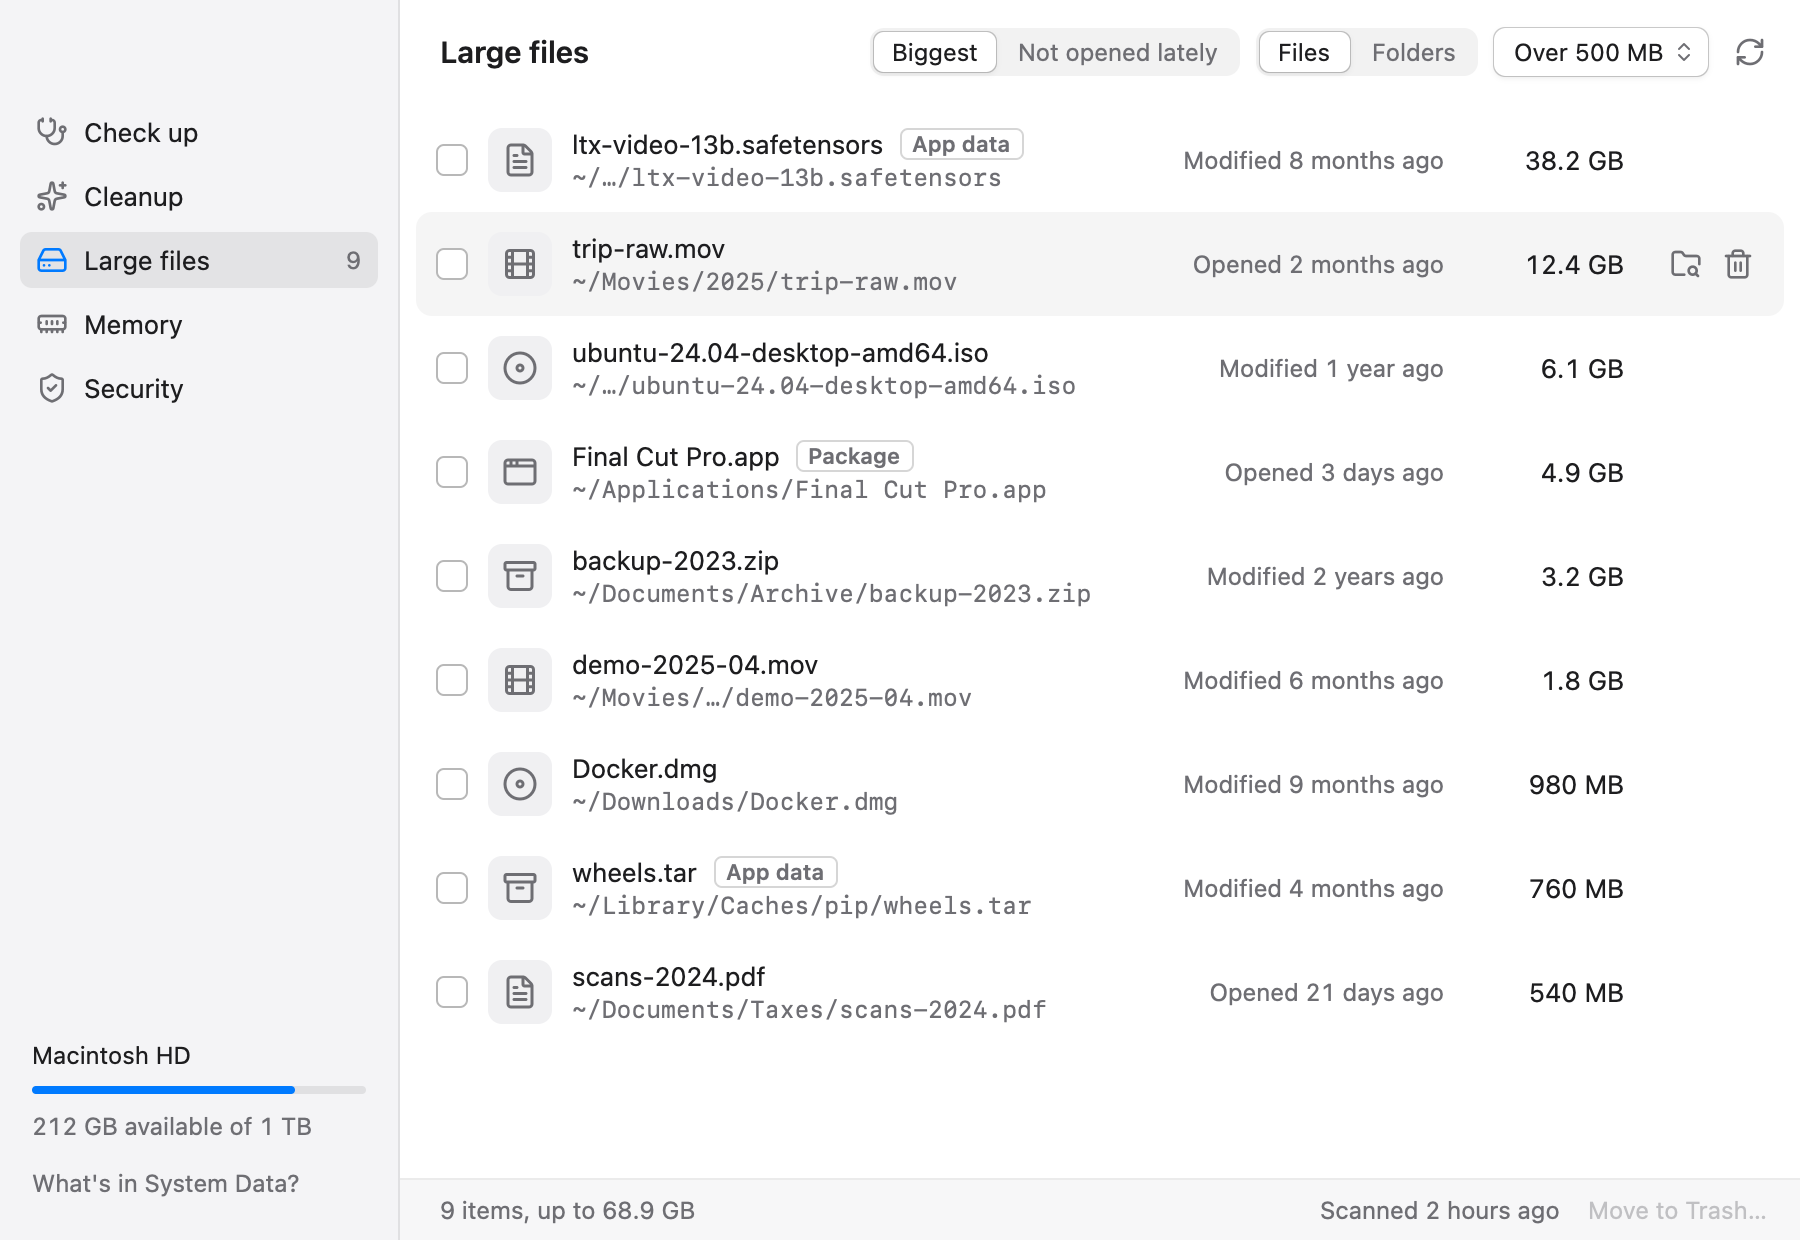 Large files
Biggest
Not opened lately
Files
Folders
Over 500 MB
Check up
Cleanup
Large files 9
Memory
Security
ltx-video-13b.safetensors App data
~/…/ltx-video-13b.safetensors
Modified 8 months ago 38.2 GB
trip-raw.mov
~/Movies/2025/trip-raw.mov
Opened 2 months ago 12.4 GB
ubuntu-24.04-desktop-amd64.iso
~/…/ubuntu-24.04-desktop-amd64.iso
Modified 1 year ago 6.1 GB
Final Cut Pro.app Package
~/Applications/Final Cut Pro.app
Opened 3 days ago 4.9 GB
backup-2023.zip
~/Documents/Archive/backup-2023.zip
Modified 2 years ago 3.2 GB
demo-2025-04.mov
~/Movies/…/demo-2025-04.mov
Modified 6 months ago 1.8 GB
Docker.dmg
~/Downloads/Docker.dmg
Modified 9 months ago 980 MB
wheels.tar App data
~/Library/Caches/pip/wheels.tar
Modified 4 months ago 760 MB
scans-2024.pdf
~/Documents/Taxes/scans-2024.pdf
Opened 21 days ago 540 MB
Macintosh HD
212 GB available of 1 TB
What's in System Data?
9 items, up to 68.9 GB
Scanned 2 hours ago
Move to Trash...